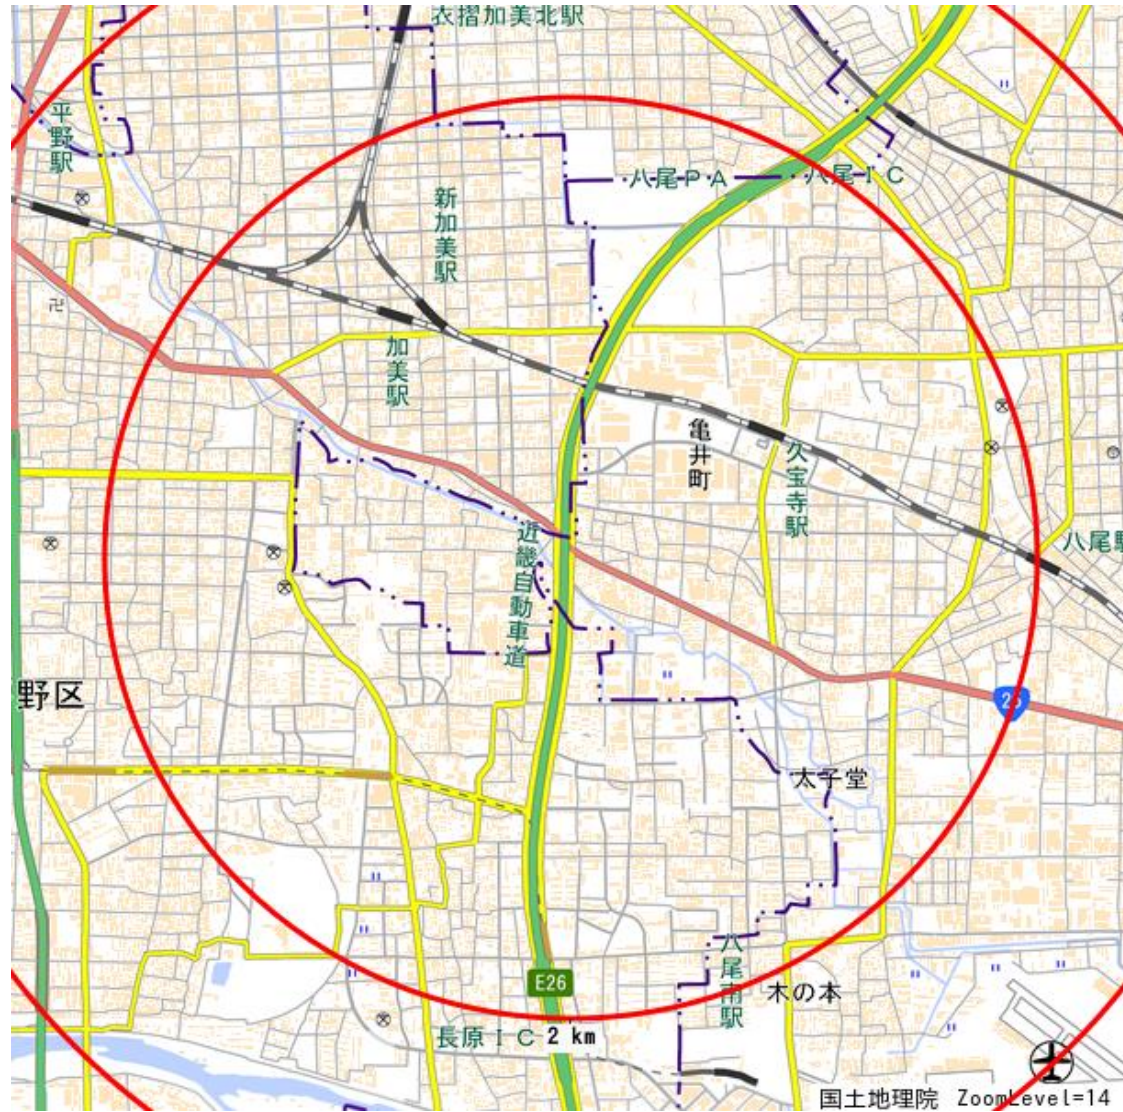 衣摺加美北駅
平野駅
八尾PA
八尾IC
新加美駅
加美駅
亀井町
久宝寺駅
近畿自動車道
八尾駅
野区
25
太子堂
八尾南駅
E26
木の本
長原IC
2 km
国土地理院 ZoomLevel=14